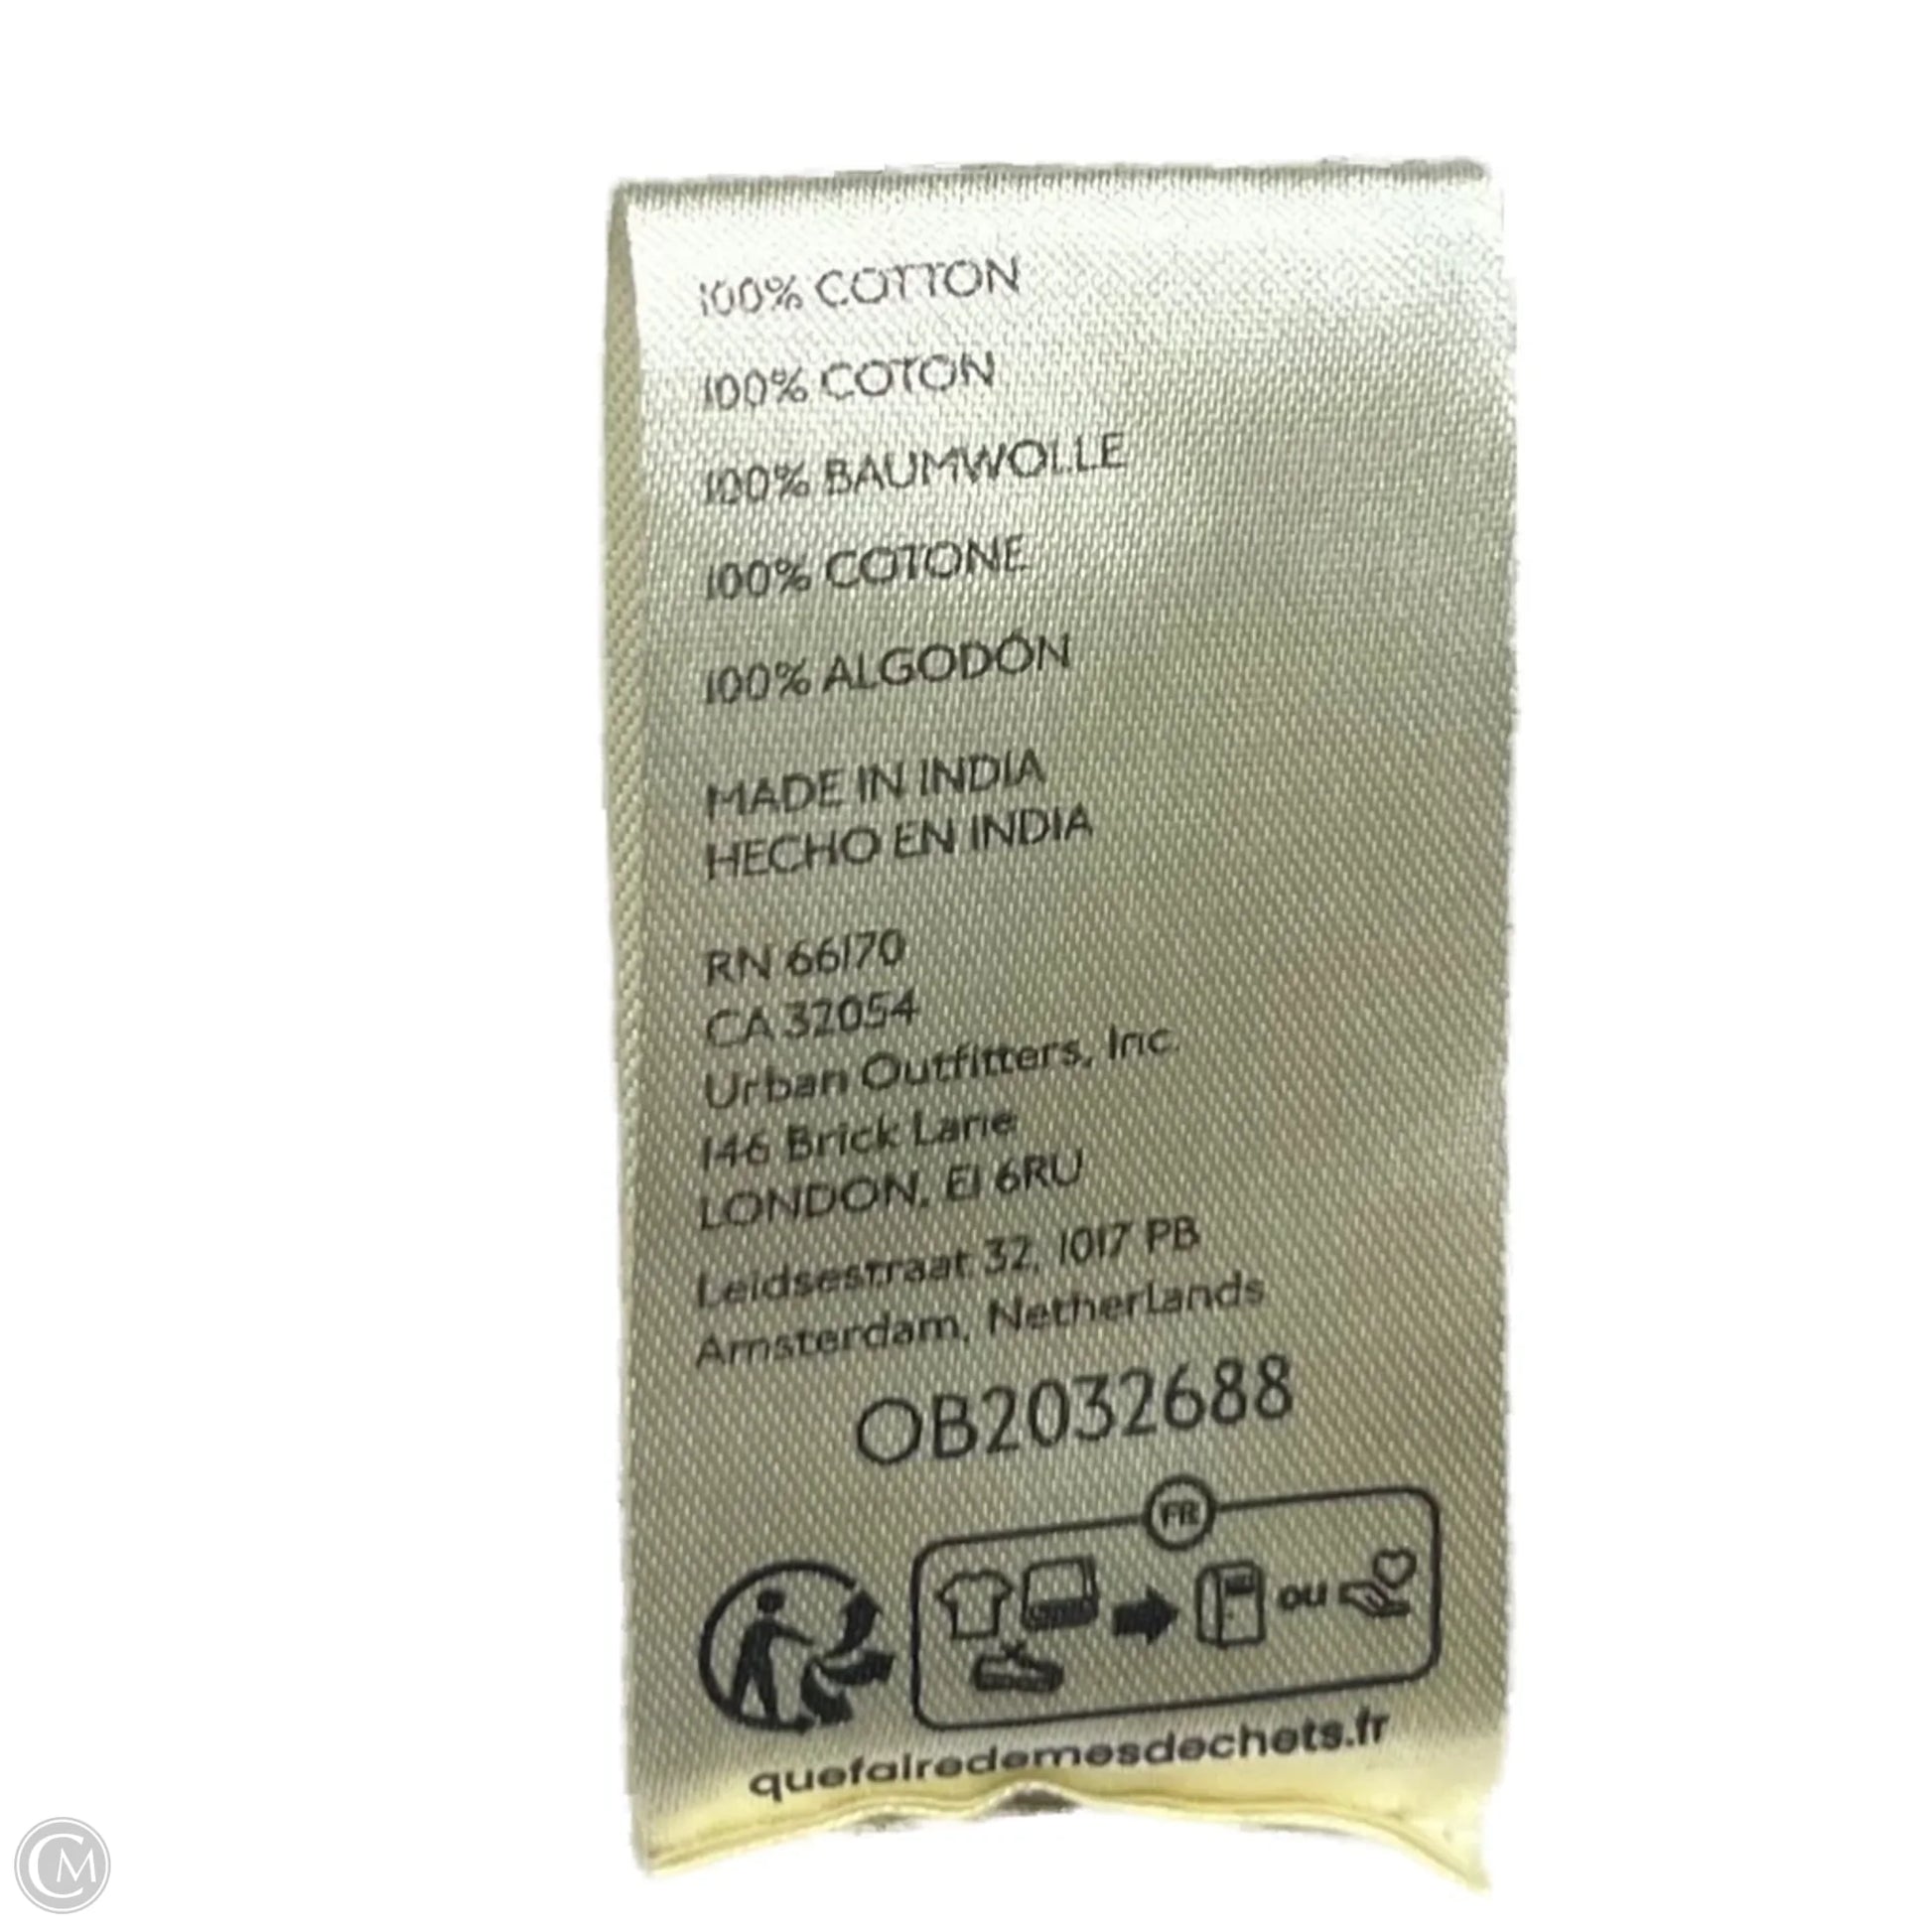 100% COTTON
100% COTON
100% BAUMWOLLE
100% COTONE
100% ALGODÓN
MADE IN INDIA
HECHO EN INDIA
RN 66170
CA 32054
Urban Outfitters, Inc.
146 Brick Lane
LONDON, E1 6RU
Leidsestraat 32, 1017 PB
Amsterdam, Netherlands
OB2032688
FR
ou
quefairedemesdechets.fr
CM